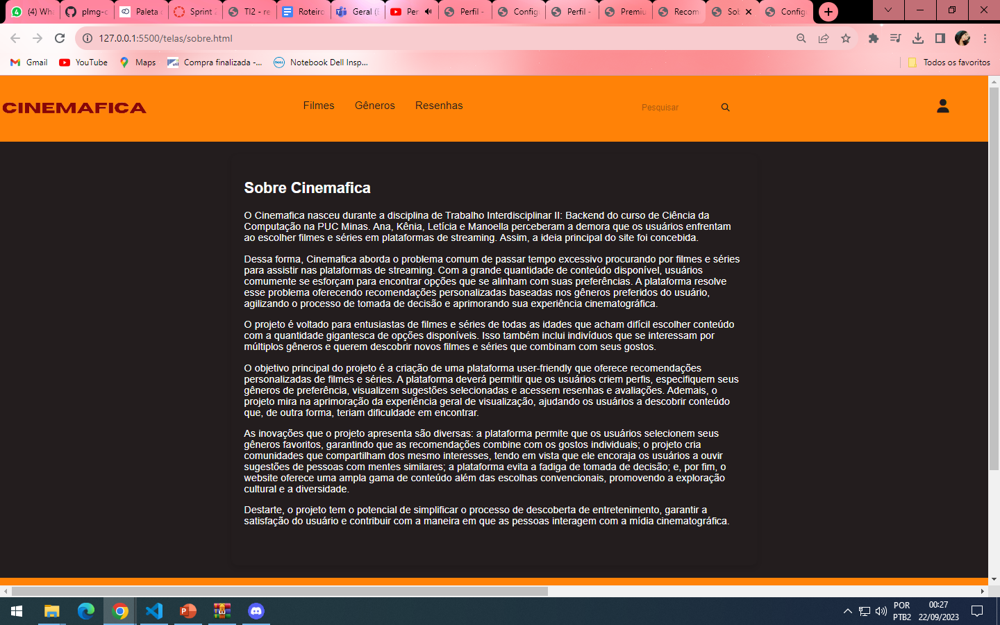 (4) Wha
plmg-c
Paleta
Sprint 2
TI2 - re
Roteiro
Geral (E
Per
Perfil -
Config
Perfil -
Premiu
Recom
Sob
Config
127.0.0.1:5500/telas/sobre.html
Gmail
YouTube
Maps
Compra finalizada -...
Notebook Dell Insp...
Todos os favoritos
CINEMAFICA
Filmes
Gêneros
Resenhas
Pesquisar
Sobre Cinemafica
O Cinemafica nasceu durante a disciplina de Trabalho Interdisciplinar II: Backend do curso de Ciência da
Computação na PUC Minas. Ana, Kênia, Letícia e Manoella perceberam a demora que os usuários enfrentam
ao escolher filmes e séries em plataformas de streaming. Assim, a ideia principal do site foi concebida.
Dessa forma, Cinemafica aborda o problema comum de passar tempo excessivo procurando por filmes e séries
para assistir nas plataformas de streaming. Com a grande quantidade de conteúdo disponível, usuários
comumente se esforçam para encontrar opções que se alinham com suas preferências. A plataforma resolve
esse problema oferecendo recomendações personalizadas baseadas nos gêneros preferidos do usuário,
agilizando o processo de tomada de decisão e aprimorando sua experiência cinematográfica.
O projeto é voltado para entusiastas de filmes e séries de todas as idades que acham difícil escolher conteúdo
com a quantidade gigantesca de opções disponíveis. Isso também inclui indivíduos que se interessam por
múltiplos gêneros e querem descobrir novos filmes e séries que combinam com seus gostos.
O objetivo principal do projeto é a criação de uma plataforma user-friendly que oferece recomendações
personalizadas de filmes e séries. A plataforma deverá permitir que os usuários criem perfis, especifiquem seus
gêneros de preferência, visualizem sugestões selecionadas e acessem resenhas e avaliações. Ademais, o
projeto mira na aprimoração da experiência geral de visualização, ajudando os usuários a descobrir conteúdo
que, de outra forma, teriam dificuldade em encontrar.
As inovações que o projeto apresenta são diversas: a plataforma permite que os usuários selecionem seus
gêneros favoritos, garantindo que as recomendações combine com os gostos individuais; o projeto cria
comunidades que compartilham dos mesmo interesses, tendo em vista que ele encoraja os usuários a ouvir
sugestões de pessoas com mentes similares; a plataforma evita a fadiga de tomada de decisão; e, por fim, o
website oferece uma ampla gama de conteúdo além das escolhas convencionais, promovendo a exploração
cultural e a diversidade.
Destarte, o projeto tem o potencial de simplificar o processo de descoberta de entretenimento, garantir a
satisfação do usuário e contribuir com a maneira em que as pessoas interagem com a mídia cinematográfica.
POR
PTB2
00:27
22/09/2023